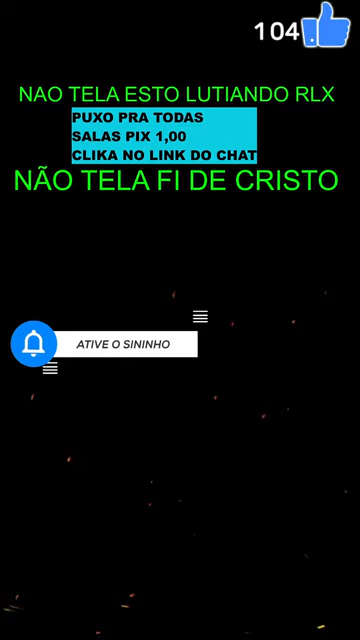 104
NAO TELA ESTO LUTIANDO RLX
PUXO PRA TODAS
SALAS PIX 1,00
CLIKA NO LINK DO CHAT
NÃO TELA FI DE CRISTO
ATIVE O SININHO